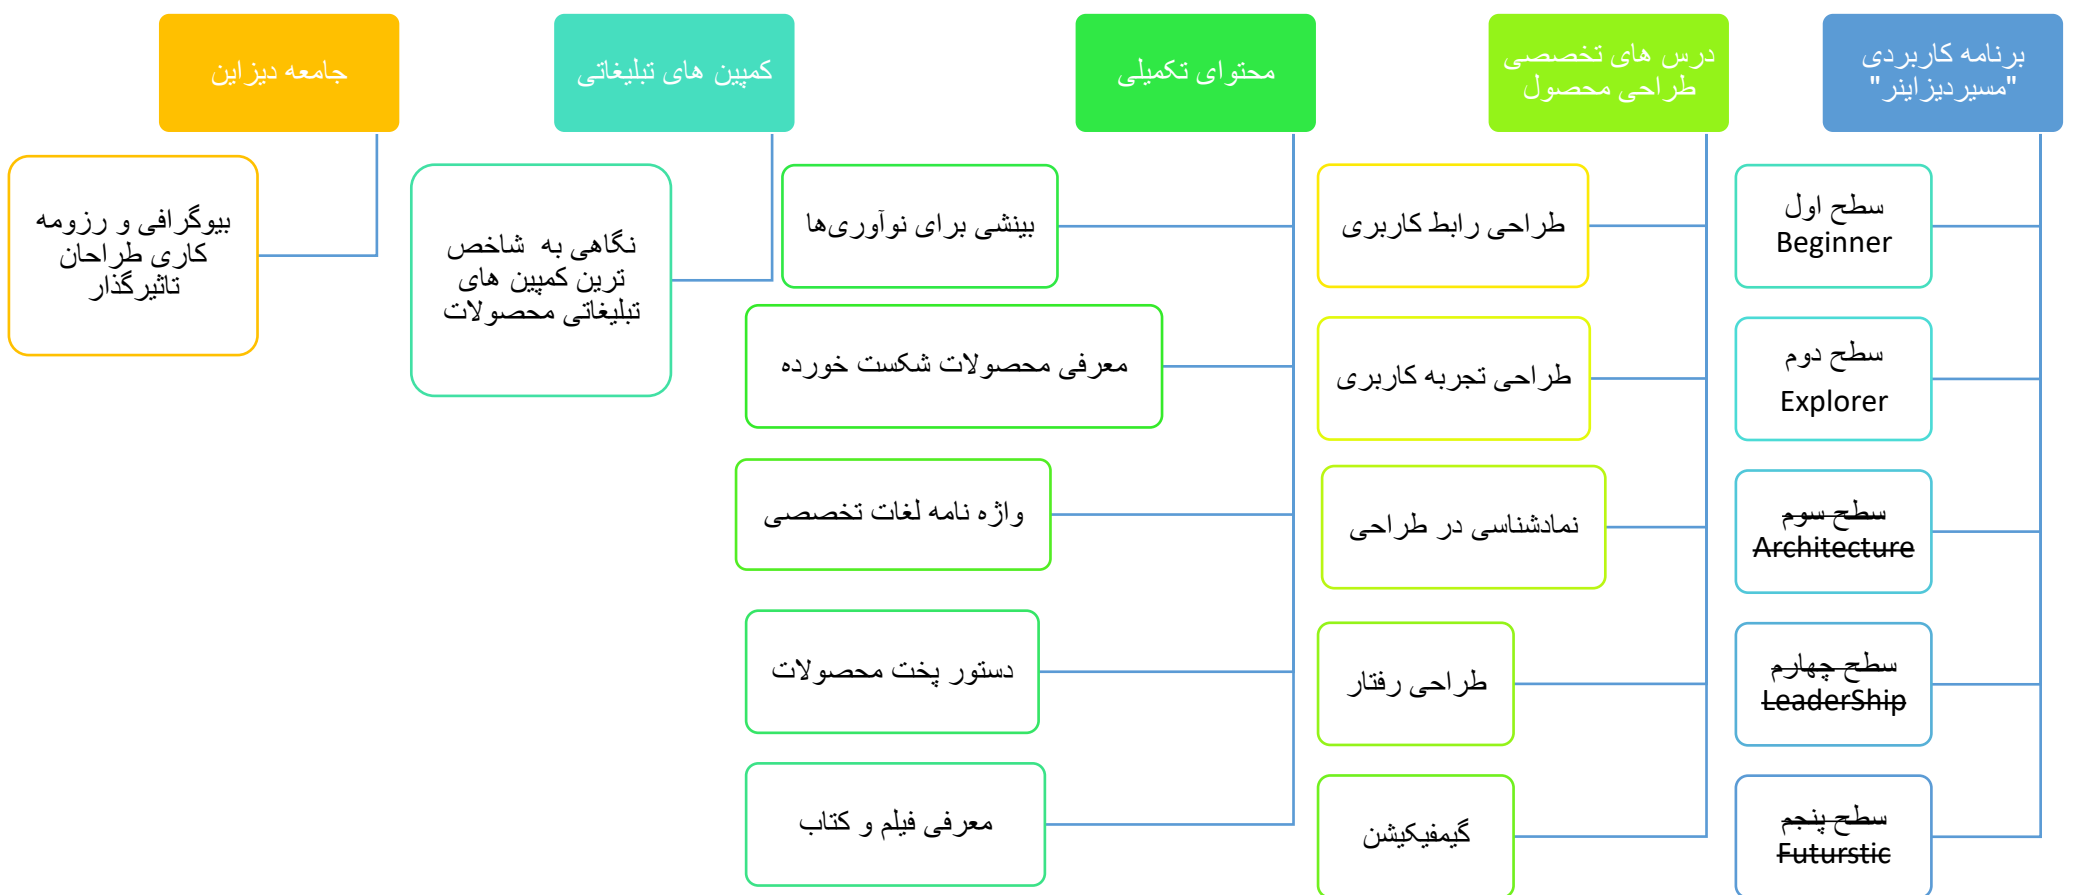 برنامه کاربردی
"مسیردیزاینر"
سطح اول
Beginner
سطح دوم
Explorer
سطح سوم
Architecture
سطح چهارم
LeaderShip
سطح پنجم
Futurstic
درس های تخصصی
طراحی محصول
طراحی رابط کاربری
طراحی تجربه کاربری
نمادشناسی در طراحی
طراحی رفتار
گیمفیکیشن
محتوای تکمیلی
بینشی برای نوآوری‌ها
معرفی محصولات شکست خورده
واژه نامه لغات تخصصی
دستور پخت محصولات
معرفی فیلم و کتاب
کمپین های تبلیغاتی
نگاهی به شاخص
ترین کمپین های
تبلیغاتی محصولات
جامعه دیزاین
بیوگرافی و رزومه
کاری طراحان
تاثیرگذار